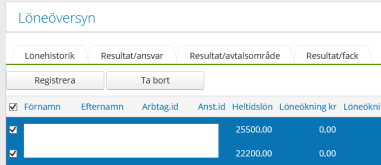 Löneöversyn
Lönehistorik Resultat/ansvar Resultat/avtalsområde Resultat/fack
Registrera Ta bort
Förnamn Efternamn Arbtag.id Anst.id Heltidslön Löneökning kr Löneökni
25500,00 0,00
22200,00 0,00